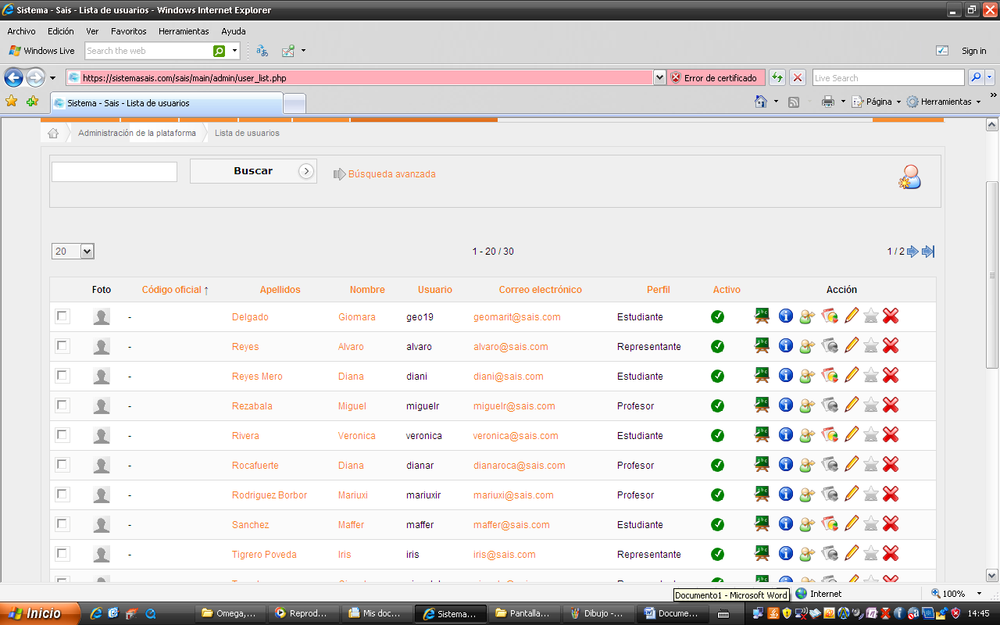 Sistema - Sais - Lista de usuarios - Windows Internet Explorer
Archivo Edición Ver Favoritos Herramientas Ayuda
Windows Live Search the web Sign in
https://sistemasais.com/sais/main/admin/user_list.php Error de certificado Live Search
Sistema - Sais - Lista de usuarios Página Herramientas »
Administración de la plataforma Lista de usuarios
Buscar Búsqueda avanzada
20 1 - 20 / 30 1 / 2
Foto Código oficial ↑ Apellidos Nombre Usuario Correo electrónico Perfil Activo Acción
- Delgado Giomara geo19 geomarit@sais.com Estudiante
- Reyes Alvaro alvaro alvaro@sais.com Representante
- Reyes Mero Diana diani diani@sais.com Estudiante
- Rezabala Miguel miguelr miguelr@sais.com Profesor
- Rivera Veronica veronica veronica@sais.com Estudiante
- Rocafuerte Diana dianar dianaroca@sais.com Profesor
- Rodriguez Borbor Mariuxi mariuxir mariuxi@sais.com Profesor
- Sanchez Maffer maffer maffer@sais.com Estudiante
- Tigrero Poveda Iris iris iris@sais.com Representante
Documento1 - Microsoft Word Internet 100%
Inicio Omega,... Reprod... Mis doc... Sistema... Pantalla... Dibujo -... Docume... 14:45